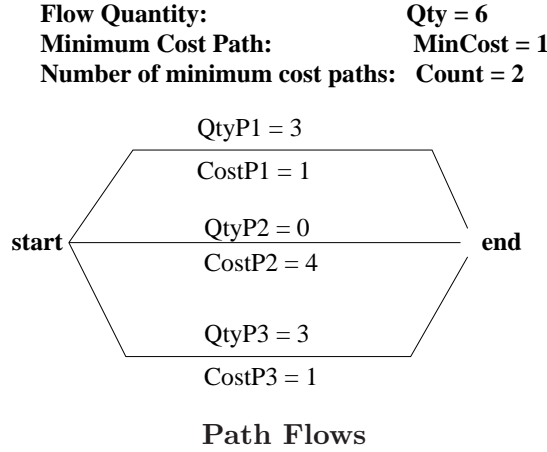 Flow Quantity: Qty = 6
Minimum Cost Path: MinCost = 1
Number of minimum cost paths: Count = 2
QtyP1 = 3
CostP1 = 1
QtyP2 = 0
start end
CostP2 = 4
QtyP3 = 3
CostP3 = 1
Path Flows